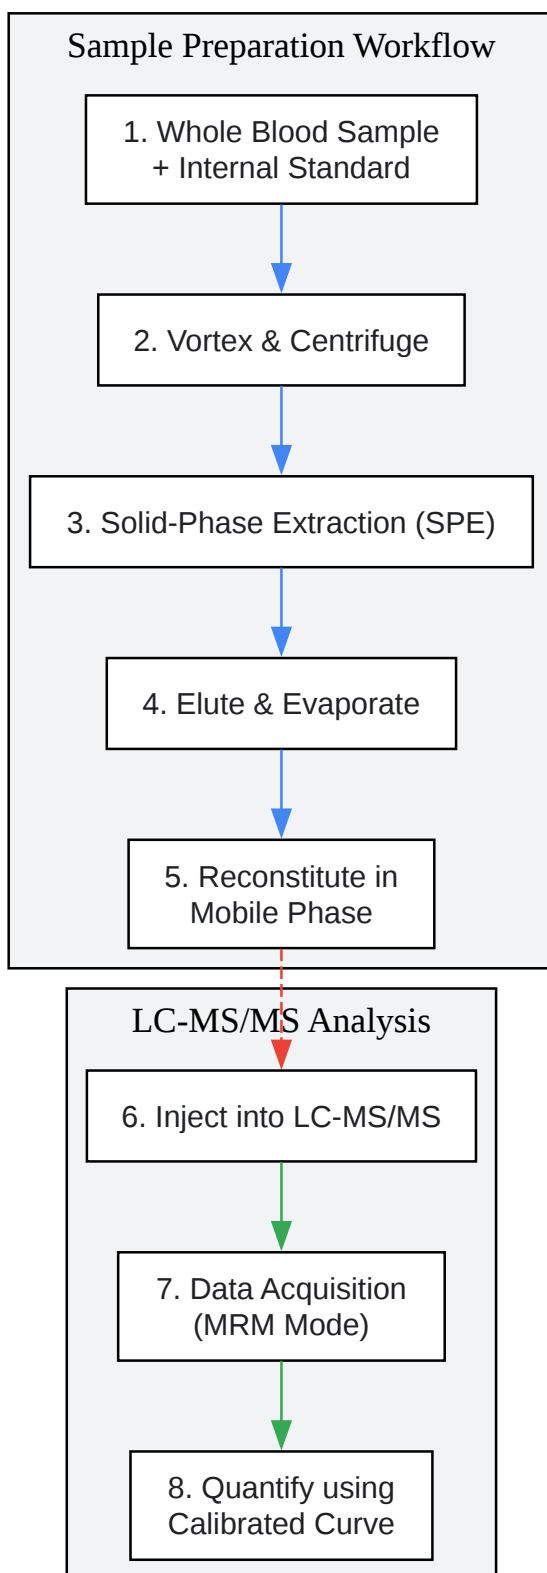 Sample Preparation Workflow
1. Whole Blood Sample
+ Internal Standard
2. Vortex & Centrifuge
3. Solid-Phase Extraction (SPE)
4. Elute & Evaporate
5. Reconstitute in
Mobile Phase
LC-MS/MS Analysis
6. Inject into LC-MS/MS
7. Data Acquisition
(MRM Mode)
8. Quantify using
Calibrated Curve